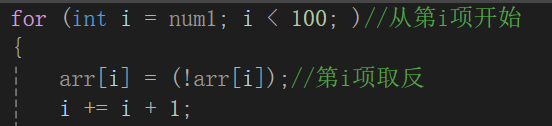 for (int i = num1; i < 100; )//从第i项开始
{
arr[i] = (!arr[i]);//第i项取反
i += i + 1;